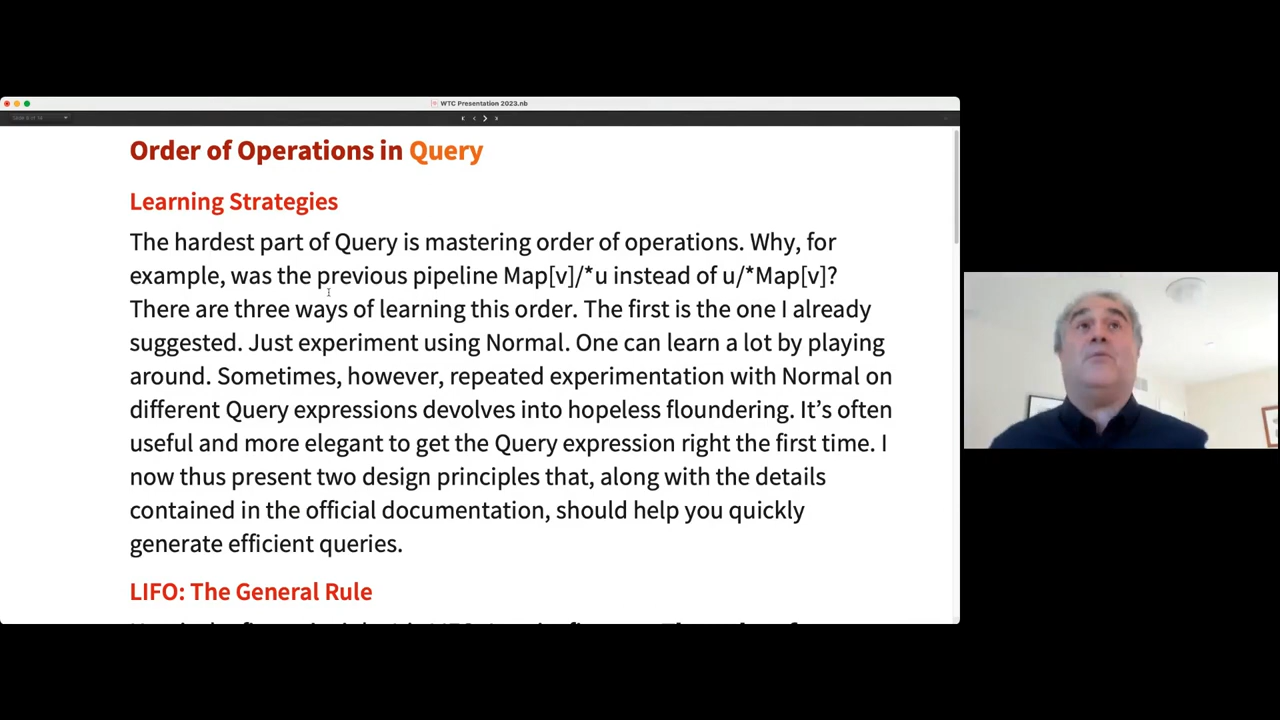 WTC Presentation 2023.nb
Order of Operations in Query
Learning Strategies
The hardest part of Query is mastering order of operations. Why, for
example, was the previous pipeline Map[v]/*u instead of u/*Map[v]?
There are three ways of learning this order. The first is the one I already
suggested. Just experiment using Normal. One can learn a lot by playing
around. Sometimes, however, repeated experimentation with Normal on
different Query expressions devolves into hopeless floundering. It’s often
useful and more elegant to get the Query expression right the first time. I
now thus present two design principles that, along with the details
contained in the official documentation, should help you quickly
generate efficient queries.
LIFO: The General Rule